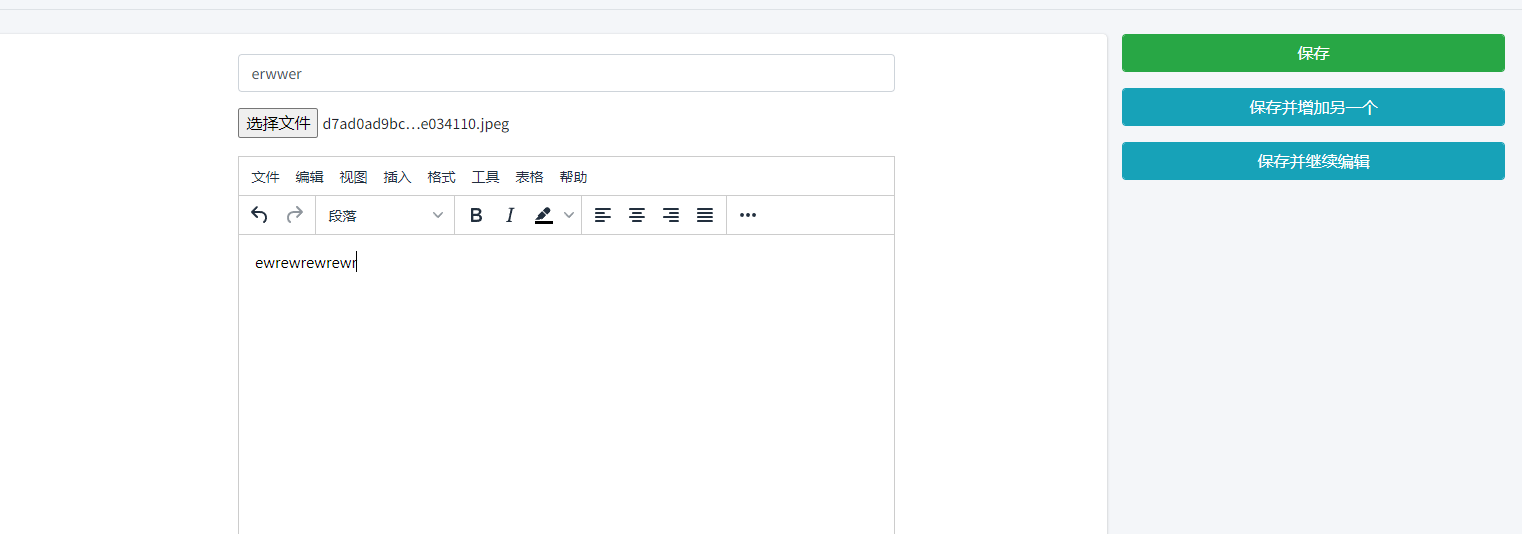 erwwer
选择文件 d7ad0ad9bc…e034110.jpeg
文件 编辑 视图 插入 格式 工具 表格 帮助
段落 B I
ewrewrewrewr
保存
保存并增加另一个
保存并继续编辑